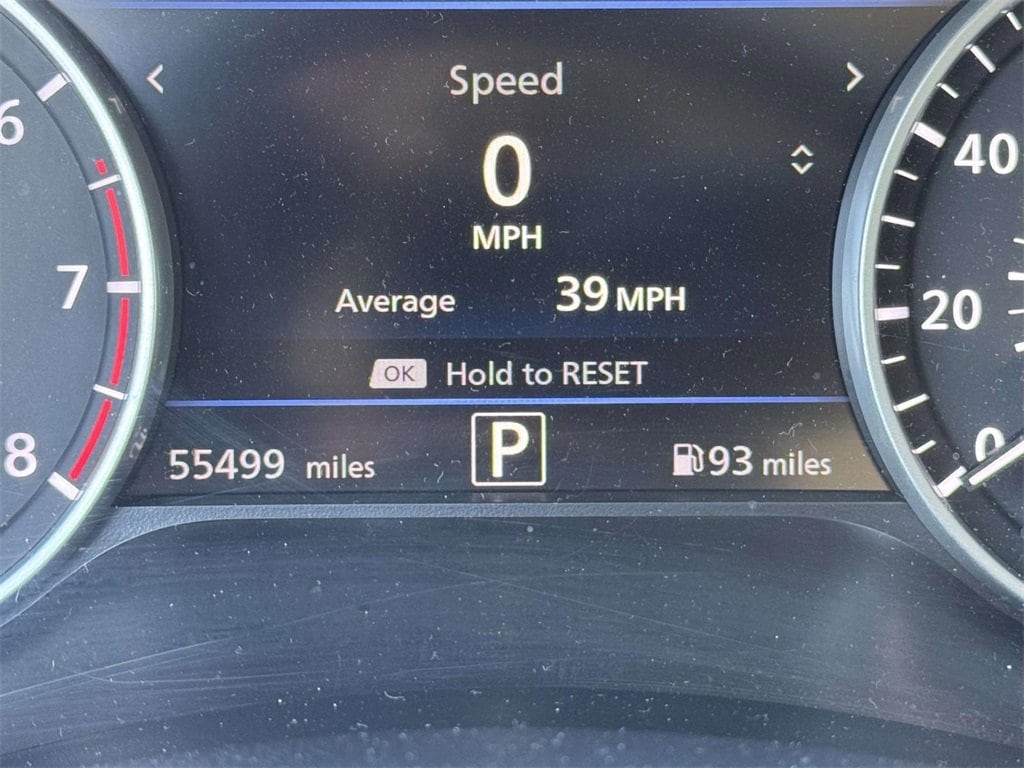 < Speed >
0
MPH
Average 39 MPH
OK Hold to RESET
55499 miles P 93 miles
6
7
8
40
20
0